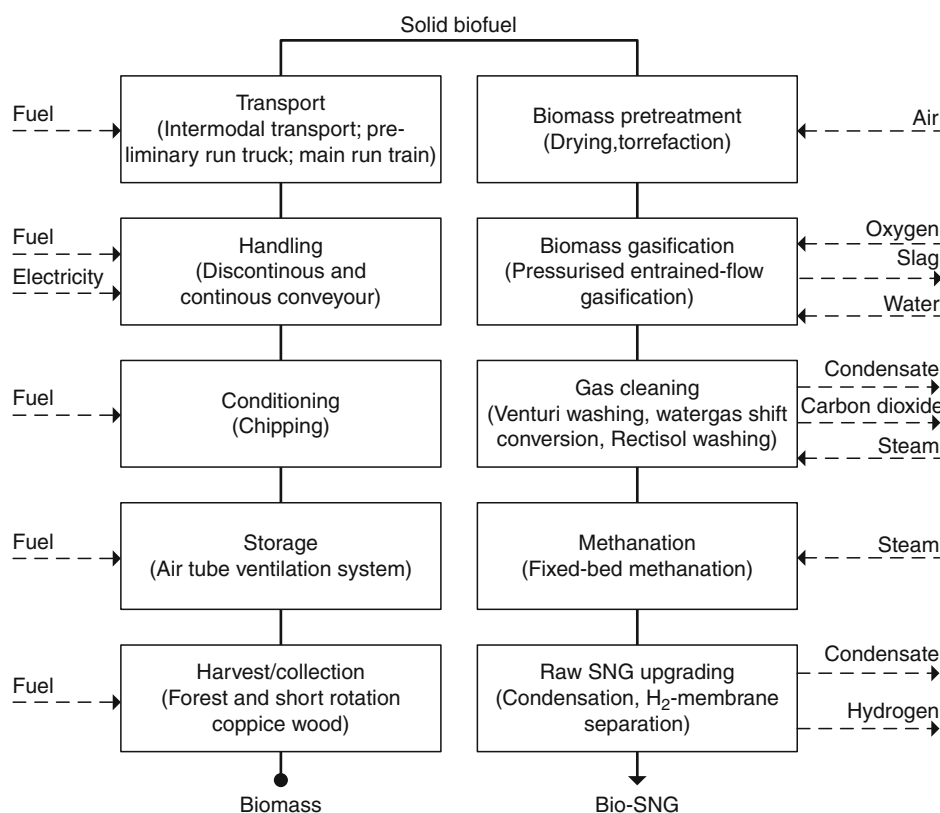 Solid biofuel
Fuel
Transport
(Intermodal transport; pre-
liminary run truck; main run train)
Biomass pretreatment
(Drying,torrefaction)
Air
Fuel
Electricity
Handling
(Discontinous and
continous conveyour)
Biomass gasification
(Pressurised entrained-flow
gasification)
Oxygen
Slag
Water
Fuel
Conditioning
(Chipping)
Gas cleaning
(Venturi washing, watergas shift
conversion, Rectisol washing)
Condensate
Carbon dioxide
Steam
Fuel
Storage
(Air tube ventilation system)
Methanation
(Fixed-bed methanation)
Steam
Fuel
Harvest/collection
(Forest and short rotation
coppice wood)
Raw SNG upgrading
(Condensation, H₂-membrane
separation)
Condensate
Hydrogen
Biomass
Bio-SNG